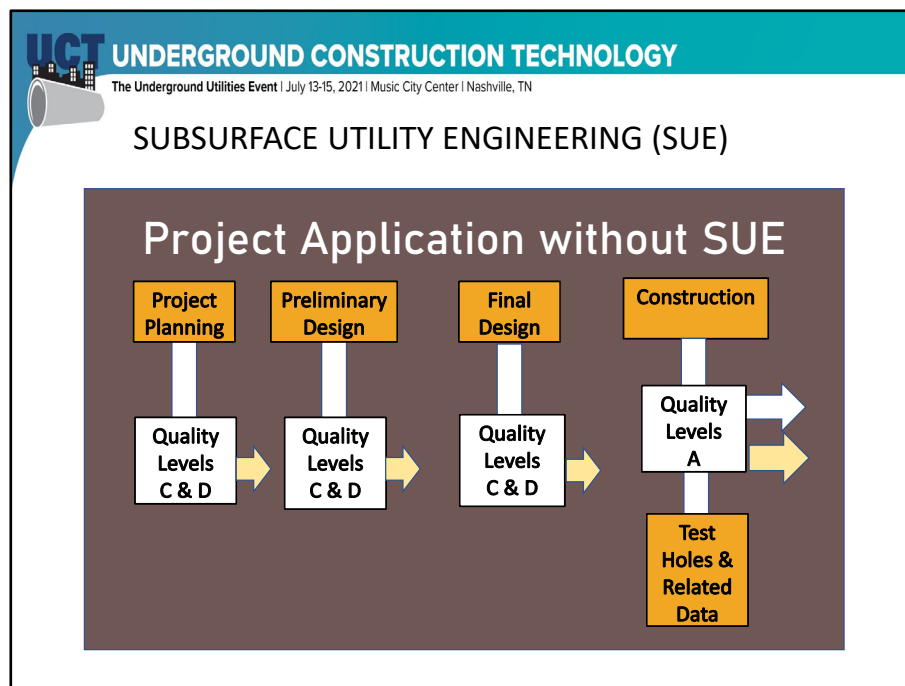 UCT UNDERGROUND CONSTRUCTION TECHNOLOGY
The Underground Utilities Event | July 13-15, 2021 | Music City Center | Nashville, TN
SUBSURFACE UTILITY ENGINEERING (SUE)
Project Application without SUE
Project
Planning
Preliminary
Design
Final
Design
Construction
Quality
Levels
C & D
Quality
Levels
C & D
Quality
Levels
C & D
Quality
Levels
A
Test
Holes &
Related
Data